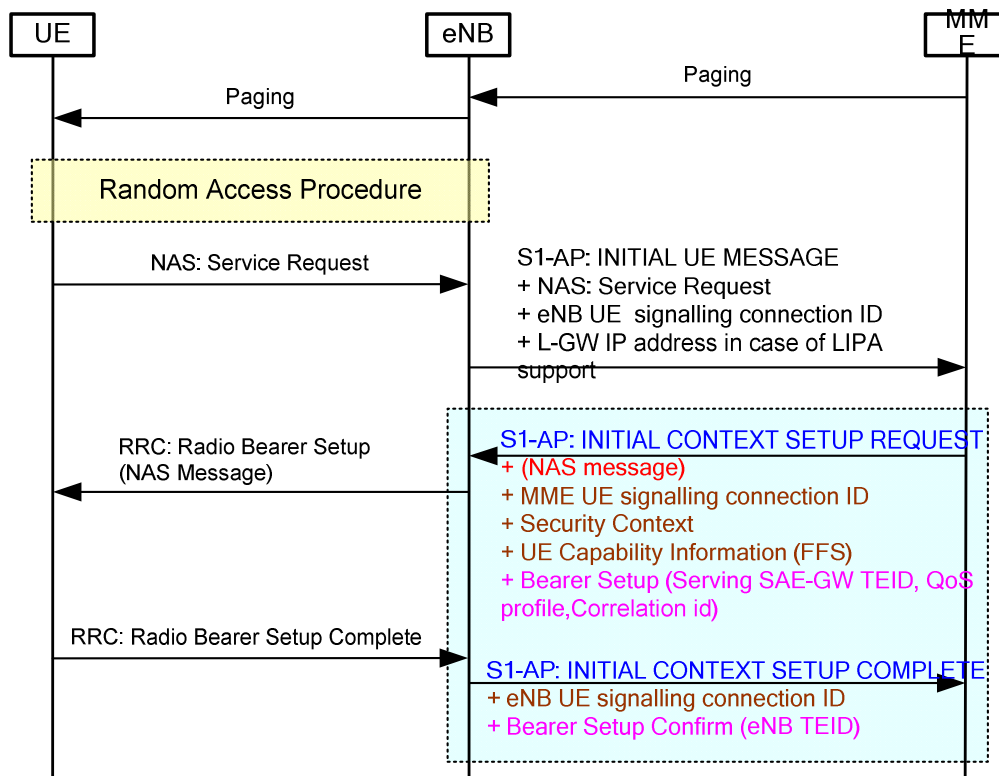 UE
eNB
MM
E
Paging
Paging
Random Access Procedure
NAS: Service Request
S1-AP: INITIAL UE MESSAGE
+ NAS: Service Request
+ eNB UE signalling connection ID
+ L-GW IP address in case of LIPA
support
RRC: Radio Bearer Setup
(NAS Message)
S1-AP: INITIAL CONTEXT SETUP REQUEST
+ (NAS message)
+ MME UE signalling connection ID
+ Security Context
+ UE Capability Information (FFS)
+ Bearer Setup (Serving SAE-GW TEID, QoS
profile,Correlation id)
RRC: Radio Bearer Setup Complete
S1-AP: INITIAL CONTEXT SETUP COMPLETE
+ eNB UE signalling connection ID
+ Bearer Setup Confirm (eNB TEID)